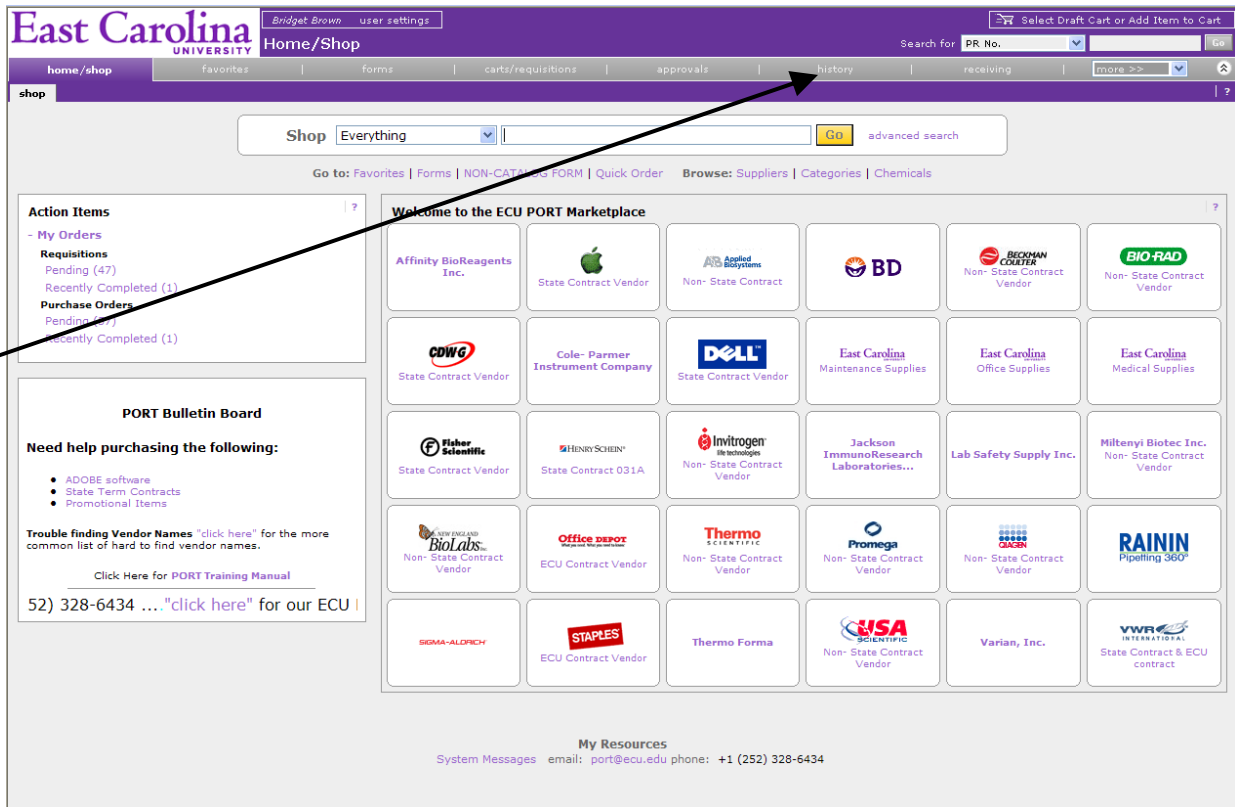 East Carolina
UNIVERSITY
Bridget Brown user settings
Select Draft Cart or Add Item to Cart
Home/Shop
Search for PR No. Go
home/shop favorites | forms | carts/requisitions | approvals | history | receiving | more >>
shop | ?
Shop Everything Go advanced search
Go to: Favorites | Forms | NON-CATALOG FORM | Quick Order Browse: Suppliers | Categories | Chemicals
Action Items ?
- My Orders
Requisitions
Pending (47)
Recently Completed (1)
Purchase Orders
Pending
Recently Completed (1)
PORT Bulletin Board
Need help purchasing the following:
ADOBE software
State Term Contracts
Promotional Items
Trouble finding Vendor Names "click here" for the more
common list of hard to find vendor names.
Click Here for PORT Training Manual
52) 328-6434 ...."click here" for our ECU
Welcome to the ECU PORT Marketplace ?
Affinity BioReagents
Inc.
State Contract Vendor
AB Applied
Biosystems
Non- State Contract
BD
BECKMAN
COULTER
Non- State Contract
Vendor
BIO-RAD
Non- State Contract
Vendor
CDWG
State Contract Vendor
Cole- Parmer
Instrument Company
DELL™
State Contract Vendor
East Carolina
Maintenance Supplies
East Carolina
Office Supplies
East Carolina
Medical Supplies
Fisher
Scientific
State Contract Vendor
HENRY SCHEIN®
State Contract 031A
Invitrogen™
life technologies
Non- State Contract
Vendor
Jackson
ImmunoResearch
Laboratories...
Lab Safety Supply Inc.
Miltenyi Biotec Inc.
Non- State Contract
Vendor
NEW ENGLAND
BioLabs Inc.
Non- State Contract
Vendor
Office DEPOT
What you need. When you need it.
ECU Contract Vendor
Thermo
SCIENTIFIC
Non- State Contract
Vendor
Promega
Non- State Contract
Vendor
QIAGEN
Non- State Contract
Vendor
RAININ
Pipetting 360°
SIGMA-ALDRICH
STAPLES
ECU Contract Vendor
Thermo Forma
USA
SCIENTIFIC
Non- State Contract
Vendor
Varian, Inc.
VWR
INTERNATIONAL
State Contract & ECU
contract
My Resources
System Messages email: port@ecu.edu phone: +1 (252) 328-6434